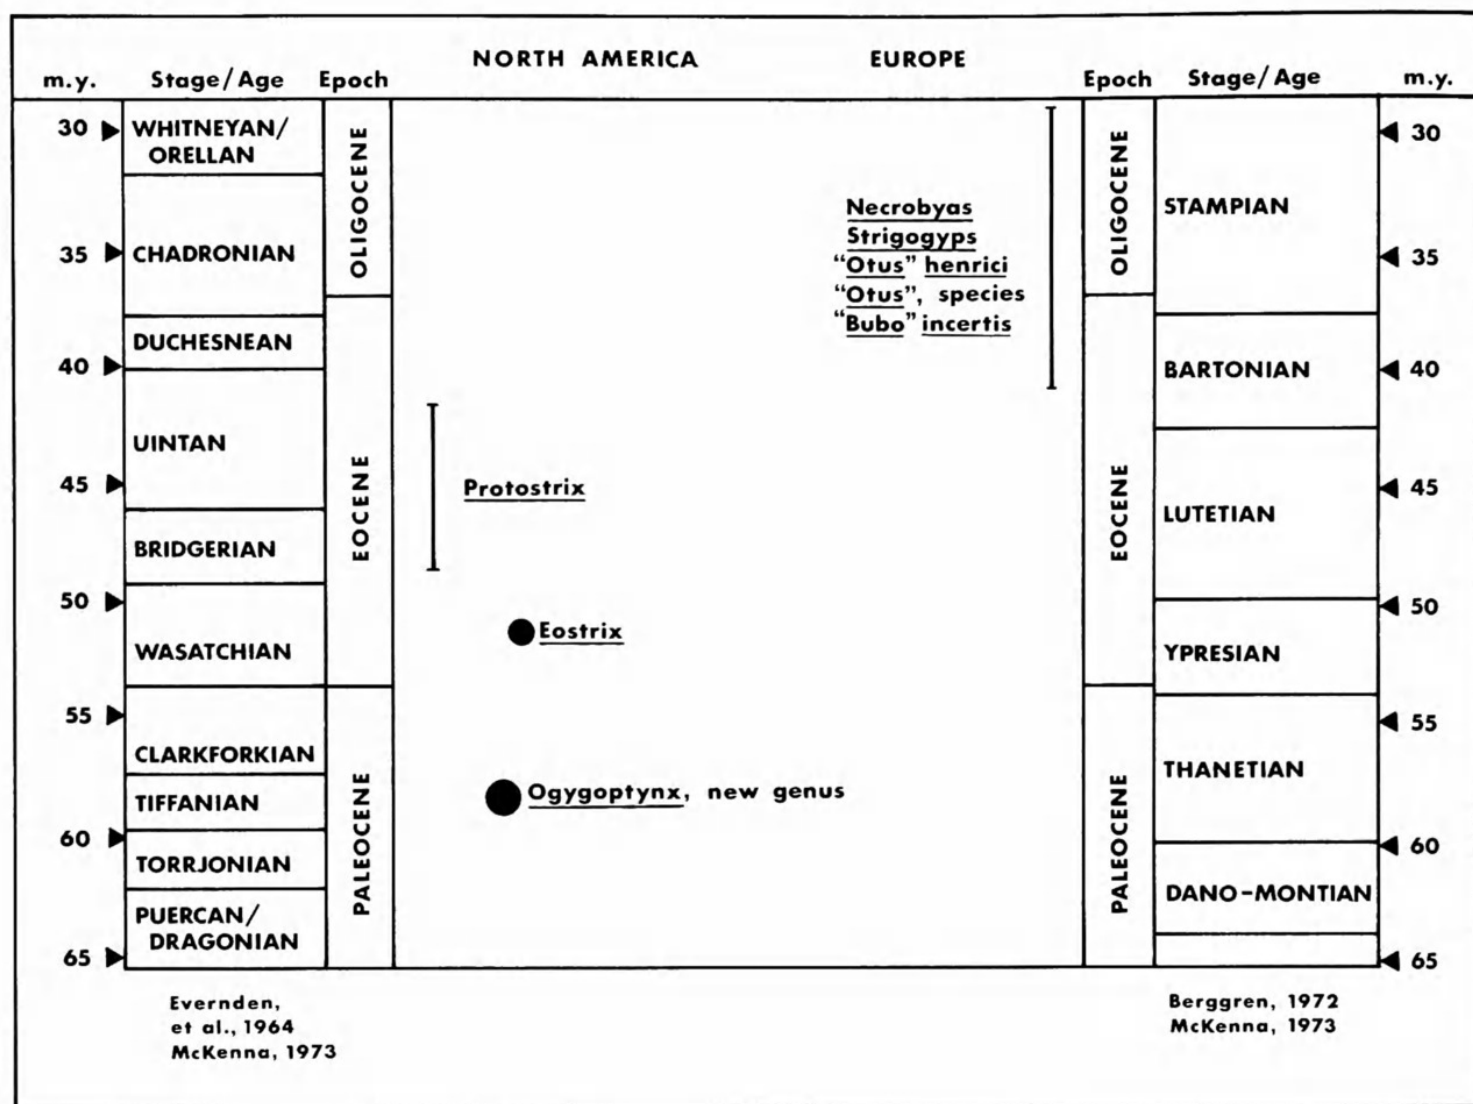 NORTH AMERICA EUROPE
m.y. Stage/Age Epoch Epoch Stage/Age m.y.
30 WHITNEYAN/
ORELLAN
35 CHADRONIAN
DUCHESNEAN
40
UINTAN
45
BRIDGERIAN
50
WASATCHIAN
55
CLARKFORKIAN
TIFFANIAN
60
TORRJONIAN
PUERCAN/
DRAGONIAN
65
OLIGOCENE
EOCENE
PALEOCENE
Protostrix
Eostrix
Ogygoptynx, new genus
Necrobyas
Strigogyps
“Otus” henrici
“Otus”, species
“Bubo” incertis
OLIGOCENE
EOCENE
PALEOCENE
30
STAMPIAN
35
BARTONIAN 40
45
LUTETIAN
50
YPRESIAN
55
THANETIAN
60
DANO-MONTIAN
65
Evernden,
et al., 1964
McKenna, 1973
Berggren, 1972
McKenna, 1973